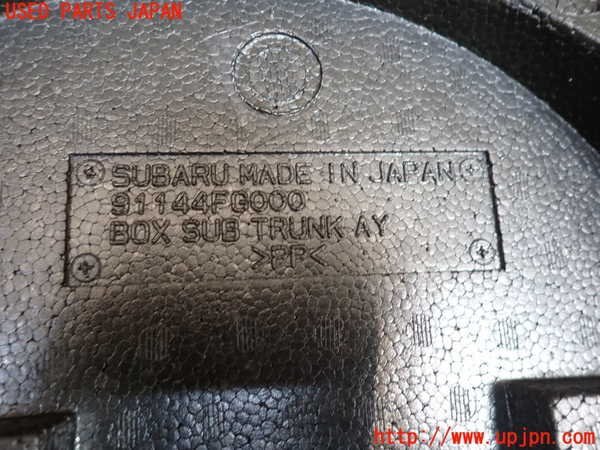 USED PARTS JAPAN
SUBARU MADE IN JAPAN
91144FG000
BOX SUB TRUNK AY
>PP<
http://www.upjpn.com